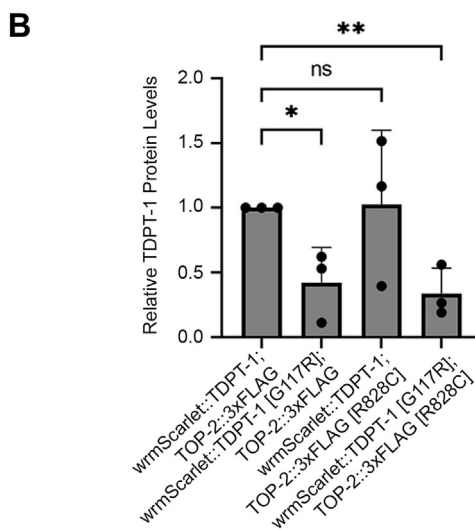 B
**
ns
*
Relative TDPT-1 Protein Levels
2.0
1.5
1.0
0.5
0.0
wrmScarlet::TDPT-1;
TOP-2::3xFLAG
wrmScarlet::TDPT-1 [G117R];
TOP-2::3xFLAG
wrmScarlet::TDPT-1;
TOP-2::3xFLAG [R828C]
wrmScarlet::TDPT-1 [G117R];
TOP-2::3xFLAG [R828C]